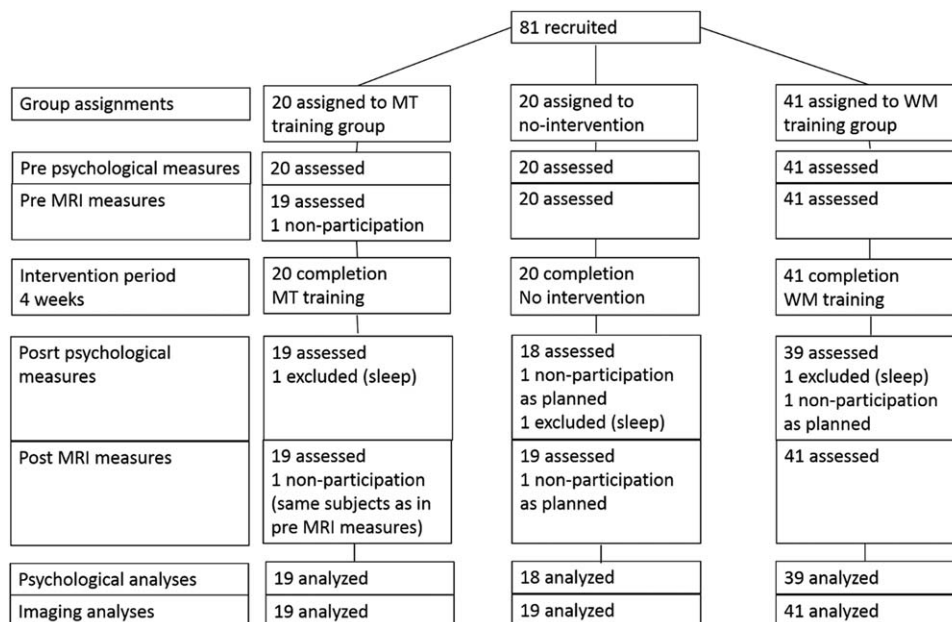 81 recruited
Group assignments
20 assigned to MT
training group
20 assigned to
no-intervention
41 assigned to WM
training group
Pre psychological measures
20 assessed
20 assessed
41 assessed
Pre MRI measures
19 assessed
1 non-participation
20 assessed
41 assessed
Intervention period
4 weeks
20 completion
MT training
20 completion
No intervention
41 completion
WM training
Posrt psychological
measures
19 assessed
1 excluded (sleep)
18 assessed
1 non-participation
as planned
1 excluded (sleep)
39 assessed
1 excluded (sleep)
1 non-participation
as planned
Post MRI measures
19 assessed
1 non-participation
(same subjects as in
pre MRI measures)
19 assessed
1 non-participation
as planned
41 assessed
Psychological analyses
19 analyzed
18 analyzed
39 analyzed
Imaging analyses
19 analyzed
19 analyzed
41 analyzed